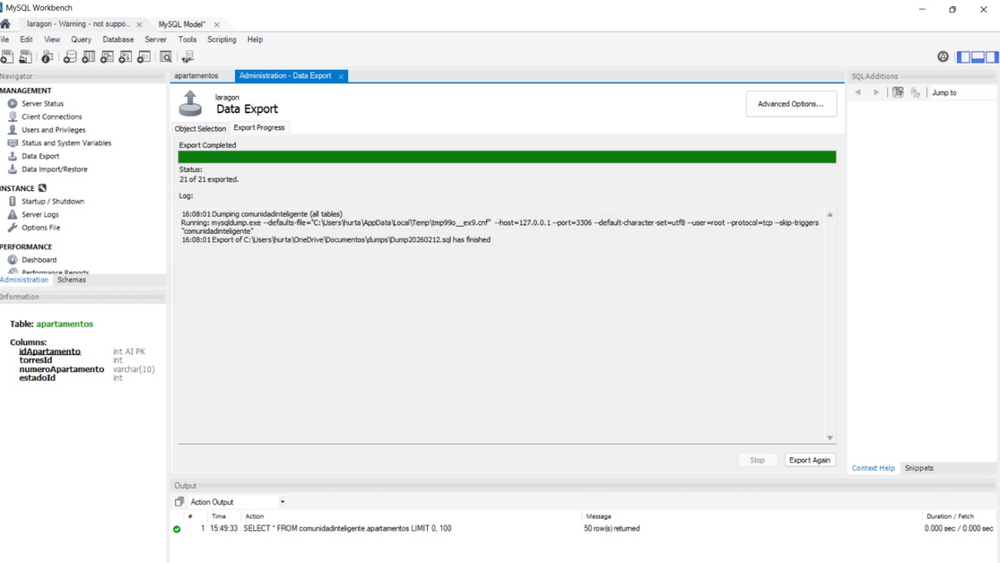 MySQL Workbench
laragon - Warning - not suppo...
MySQL Model*
Edit View Query Database Server Tools Scripting Help
Navigator
MANAGEMENT
Server Status
Client Connections
Users and Privileges
Status and System Variables
Data Export
Data Import/Restore
INSTANCE
Startup / Shutdown
Server Logs
Options File
PERFORMANCE
Dashboard
Performance Reports
Administration Schemas
Information
Table: apartamentos
Columns:
idApartamento int AI PK
torresId int
numeroApartamento varchar(10)
estadoId int
apartamentos
Administration - Data Export
laragon
Data Export
Advanced Options...
Object Selection Export Progress
Export Completed
Status:
21 of 21 exported.
Log:
16:08:01 Dumping comunidadinteligente (all tables)
Running: mysqldump.exe --defaults-file="C:\Users\hurta\AppData\Local\Temp\tmp99o__ex9.cnf" --host=127.0.0.1 --port=3306 --default-character-set=utf8 --user=root --protocol=tcp --skip-triggers
"comunidadinteligente"
16:08:01 Export of C:\Users\hurta\OneDrive\Documentos\dumps\Dump20260212.sql has finished
Stop Export Again
SQLAdditions
Jump to
Context Help Snippets
Output
Action Output
# Time Action Message Duration / Fetch
1 15:49:33 SELECT * FROM comunidadinteligente.apartamentos LIMIT 0, 100 50 row(s) returned 0.000 sec / 0.000 sec